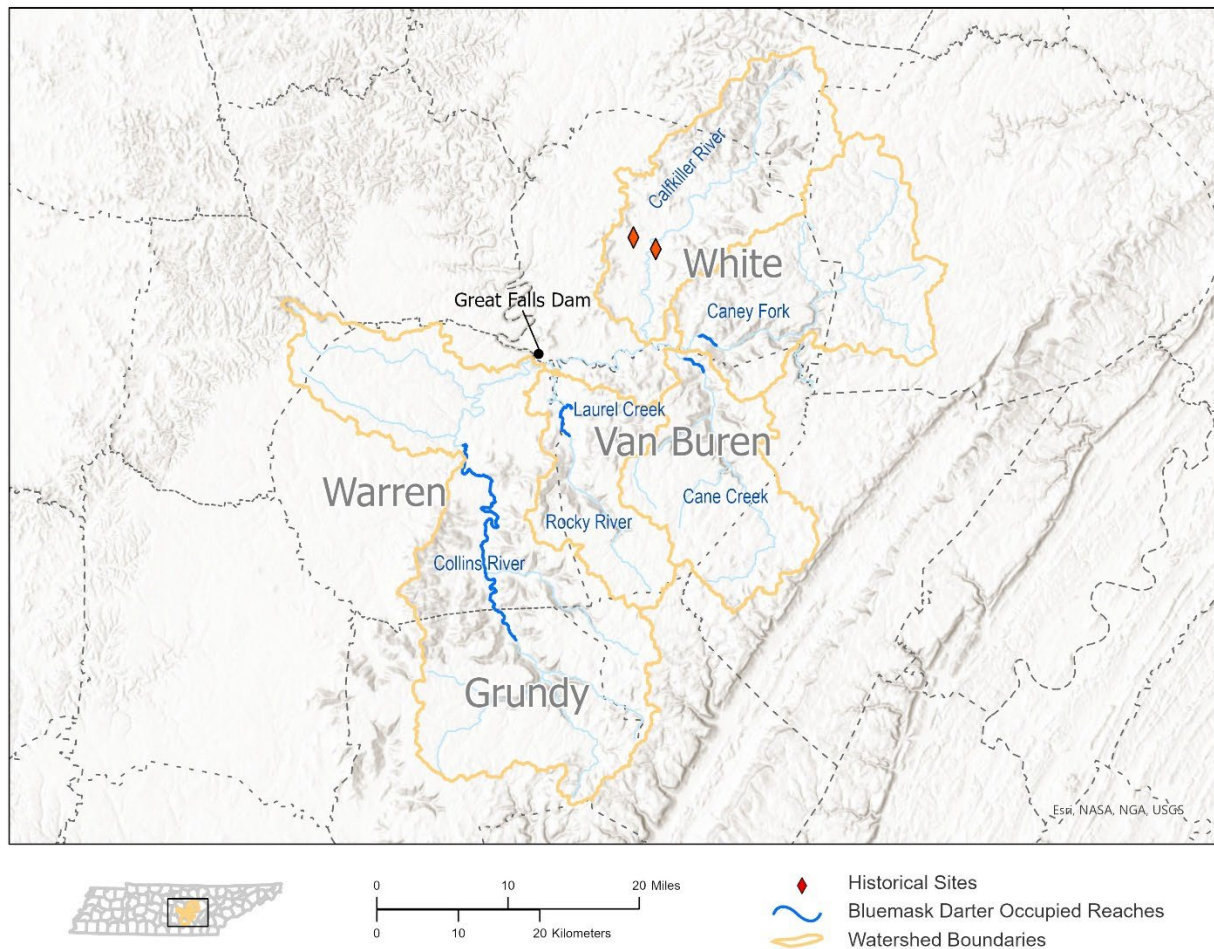 Calfkiller River
White
Great Falls Dam
Caney Fork
Laurel Creek
Van Buren
Warren
Cane Creek
Rocky River
Collins River
Grundy
Esri, NASA, NGA, USGS
0 10 20 Miles
0 10 20 Kilometers
Historical Sites
Bluemask Darter Occupied Reaches
Watershed Boundaries